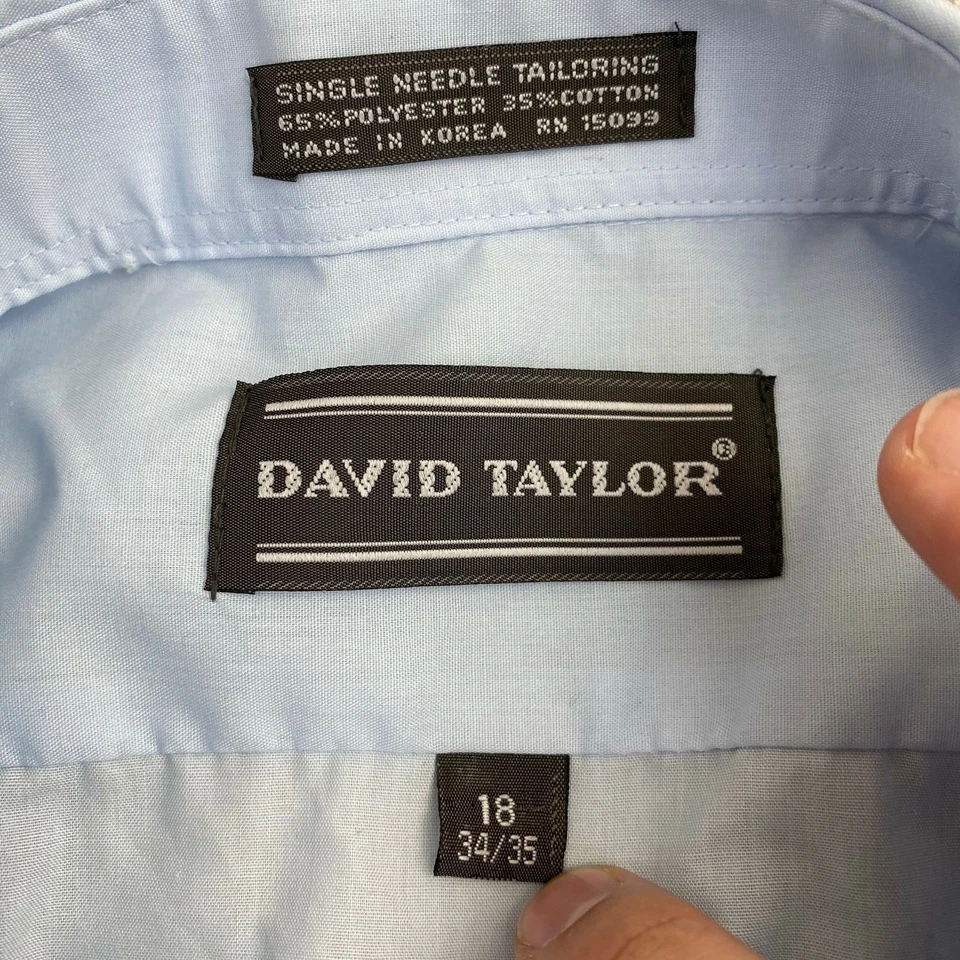 SINGLE NEEDLE TAILORING
65%POLYESTER 35%COTTON
MADE IN KOREA RN 15099
DAVID TAYLOR®
18
34/35